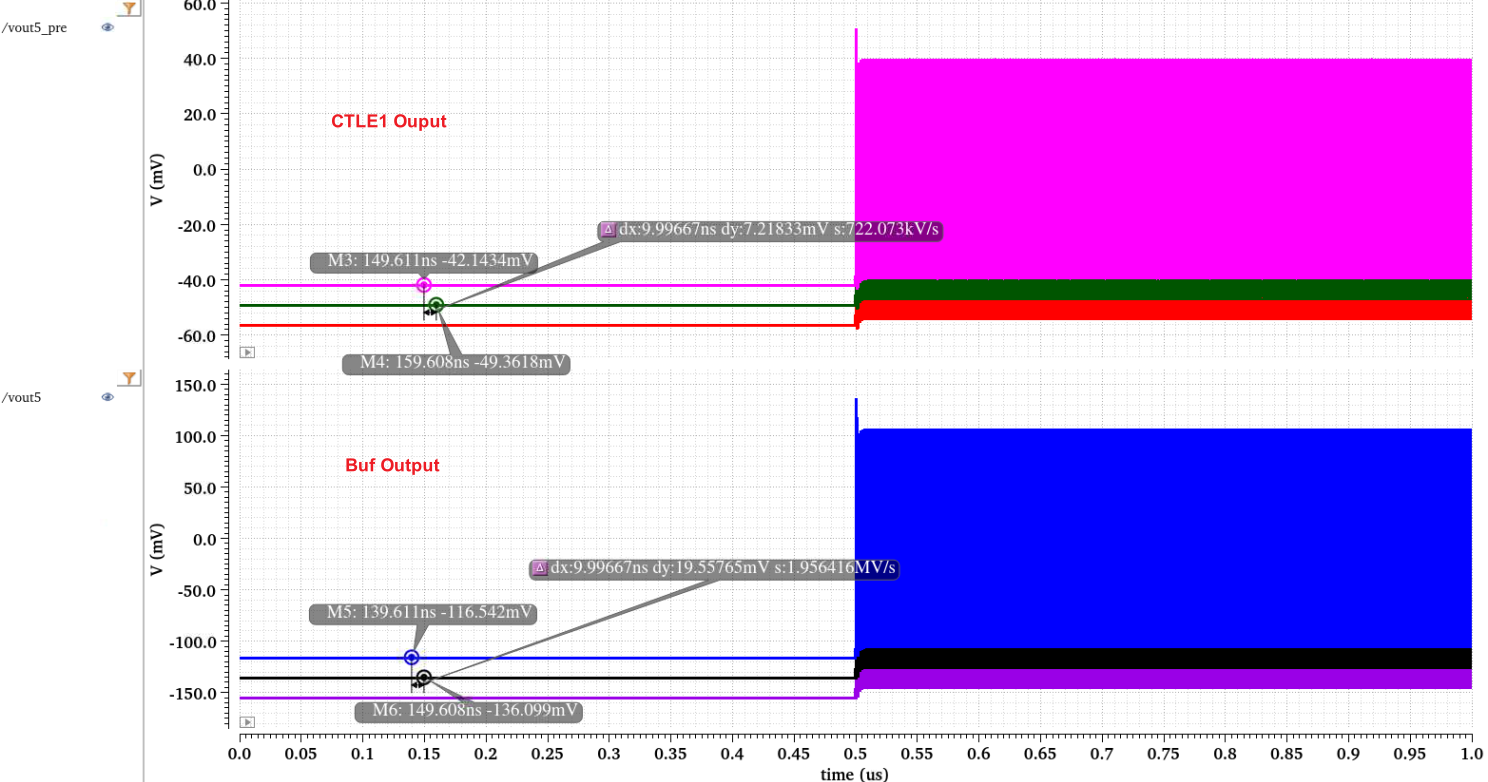 60.0
/vout5_pre
40.0
CTLE1 Ouput
20.0
V (mV)
0.0
-20.0
dx:9.99667ns dy:7.21833mV s:722.073kV/s
M3: 149.611ns -42.1434mV
-40.0
-60.0
M4: 159.608ns -49.3618mV
150.0
/vout5
100.0
Buf Output
50.0
V (mV)
0.0
dx:9.99667ns dy:19.55765mV s:1.956416MV/s
-50.0
M5: 139.611ns -116.542mV
-100.0
-150.0
M6: 149.608ns -136.099mV
0.0 0.05 0.1 0.15 0.2 0.25 0.3 0.35 0.4 0.45 0.5 0.55 0.6 0.65 0.7 0.75 0.8 0.85 0.9 0.95 1.0
time (us)